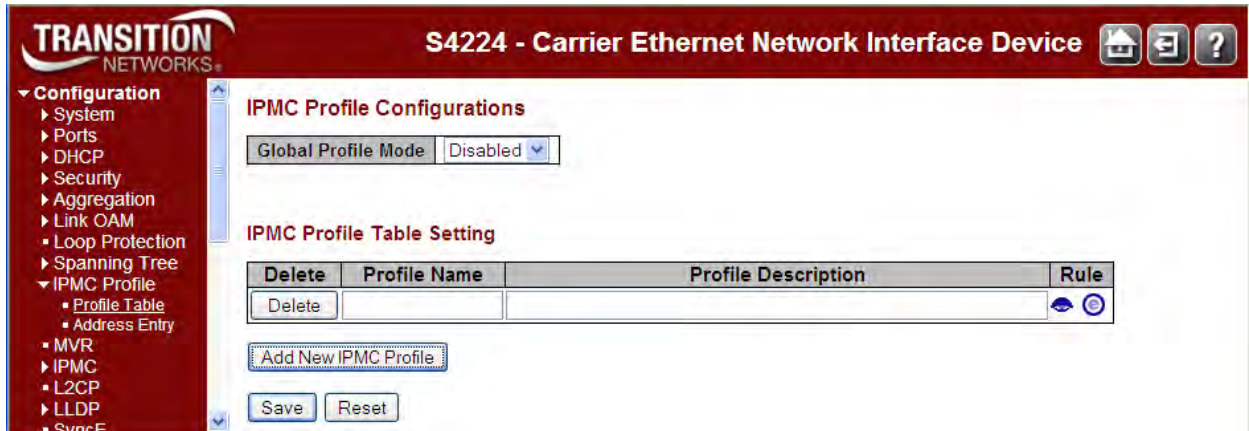 TRANSITION
NETWORKS®
S4224 - Carrier Ethernet Network Interface Device
?
Configuration
System
Ports
DHCP
Security
Aggregation
Link OAM
Loop Protection
Spanning Tree
IPMC Profile
Profile Table
Address Entry
MVR
IPMC
L2CP
LLDP
SyncE
IPMC Profile Configurations
Global Profile Mode Disabled
IPMC Profile Table Setting
Delete Profile Name Profile Description Rule
Delete e
Add New IPMC Profile
Save Reset